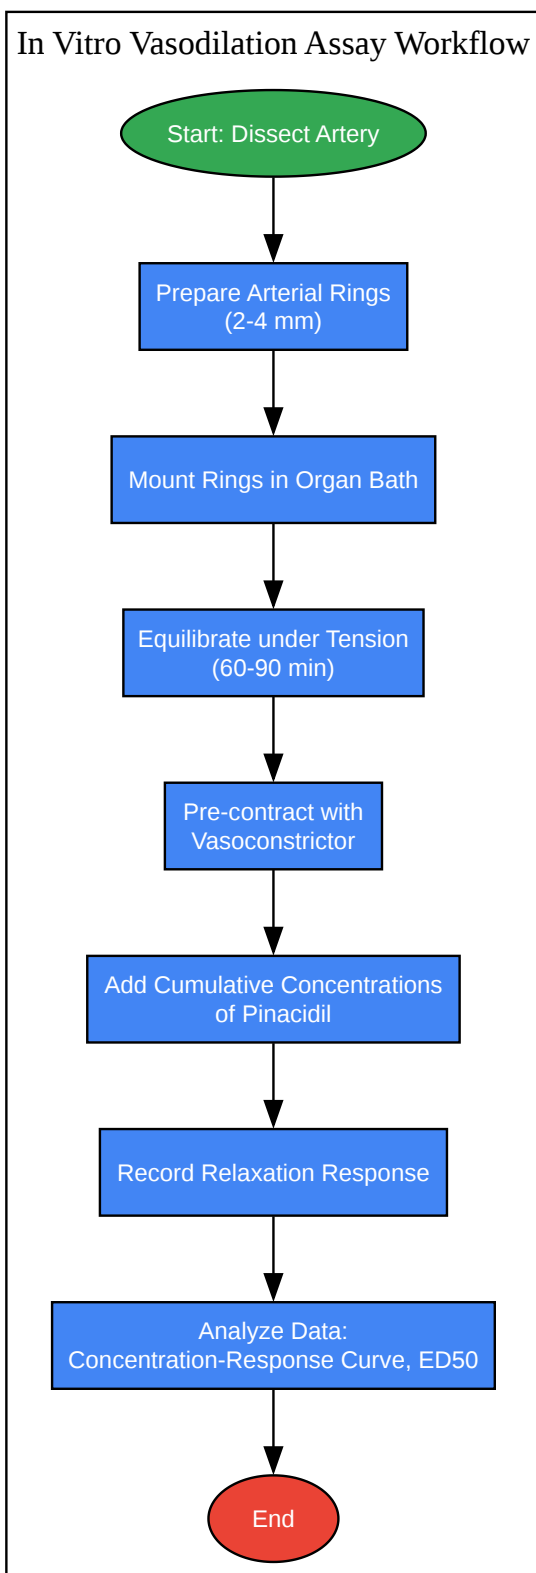 In Vitro Vasodilation Assay Workflow
Start: Dissect Artery
Prepare Arterial Rings
(2-4 mm)
Mount Rings in Organ Bath
Equilibrate under Tension
(60-90 min)
Pre-contract with
Vasoconstrictor
Add Cumulative Concentrations
of Pinacidil
Record Relaxation Response
Analyze Data:
Concentration-Response Curve, ED50
End